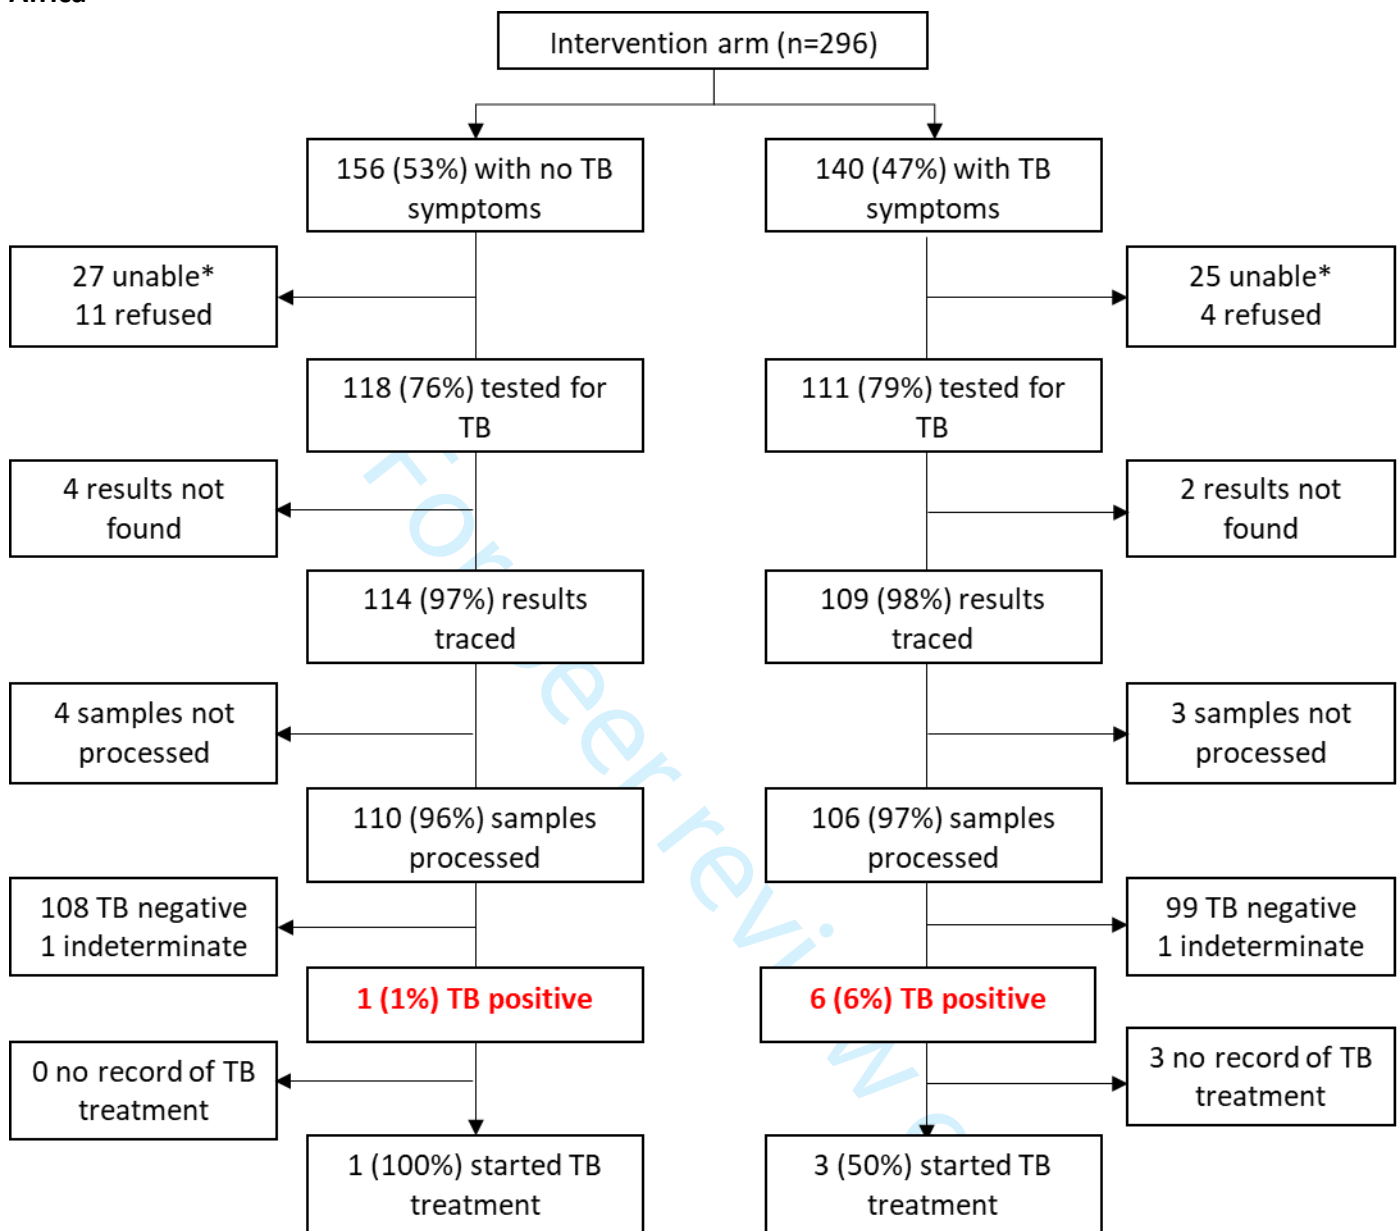 Africa
Intervention arm (n=296)
156 (53%) with no TB
symptoms
140 (47%) with TB
symptoms
27 unable*
11 refused
25 unable*
4 refused
118 (76%) tested for
TB
111 (79%) tested for
TB
4 results not
found
2 results not
found
114 (97%) results
traced
109 (98%) results
traced
4 samples not
processed
3 samples not
processed
110 (96%) samples
processed
106 (97%) samples
processed
108 TB negative
1 indeterminate
99 TB negative
1 indeterminate
1 (1%) TB positive
6 (6%) TB positive
0 no record of TB
treatment
3 no record of TB
treatment
1 (100%) started TB
treatment
3 (50%) started TB
treatment
For peer review